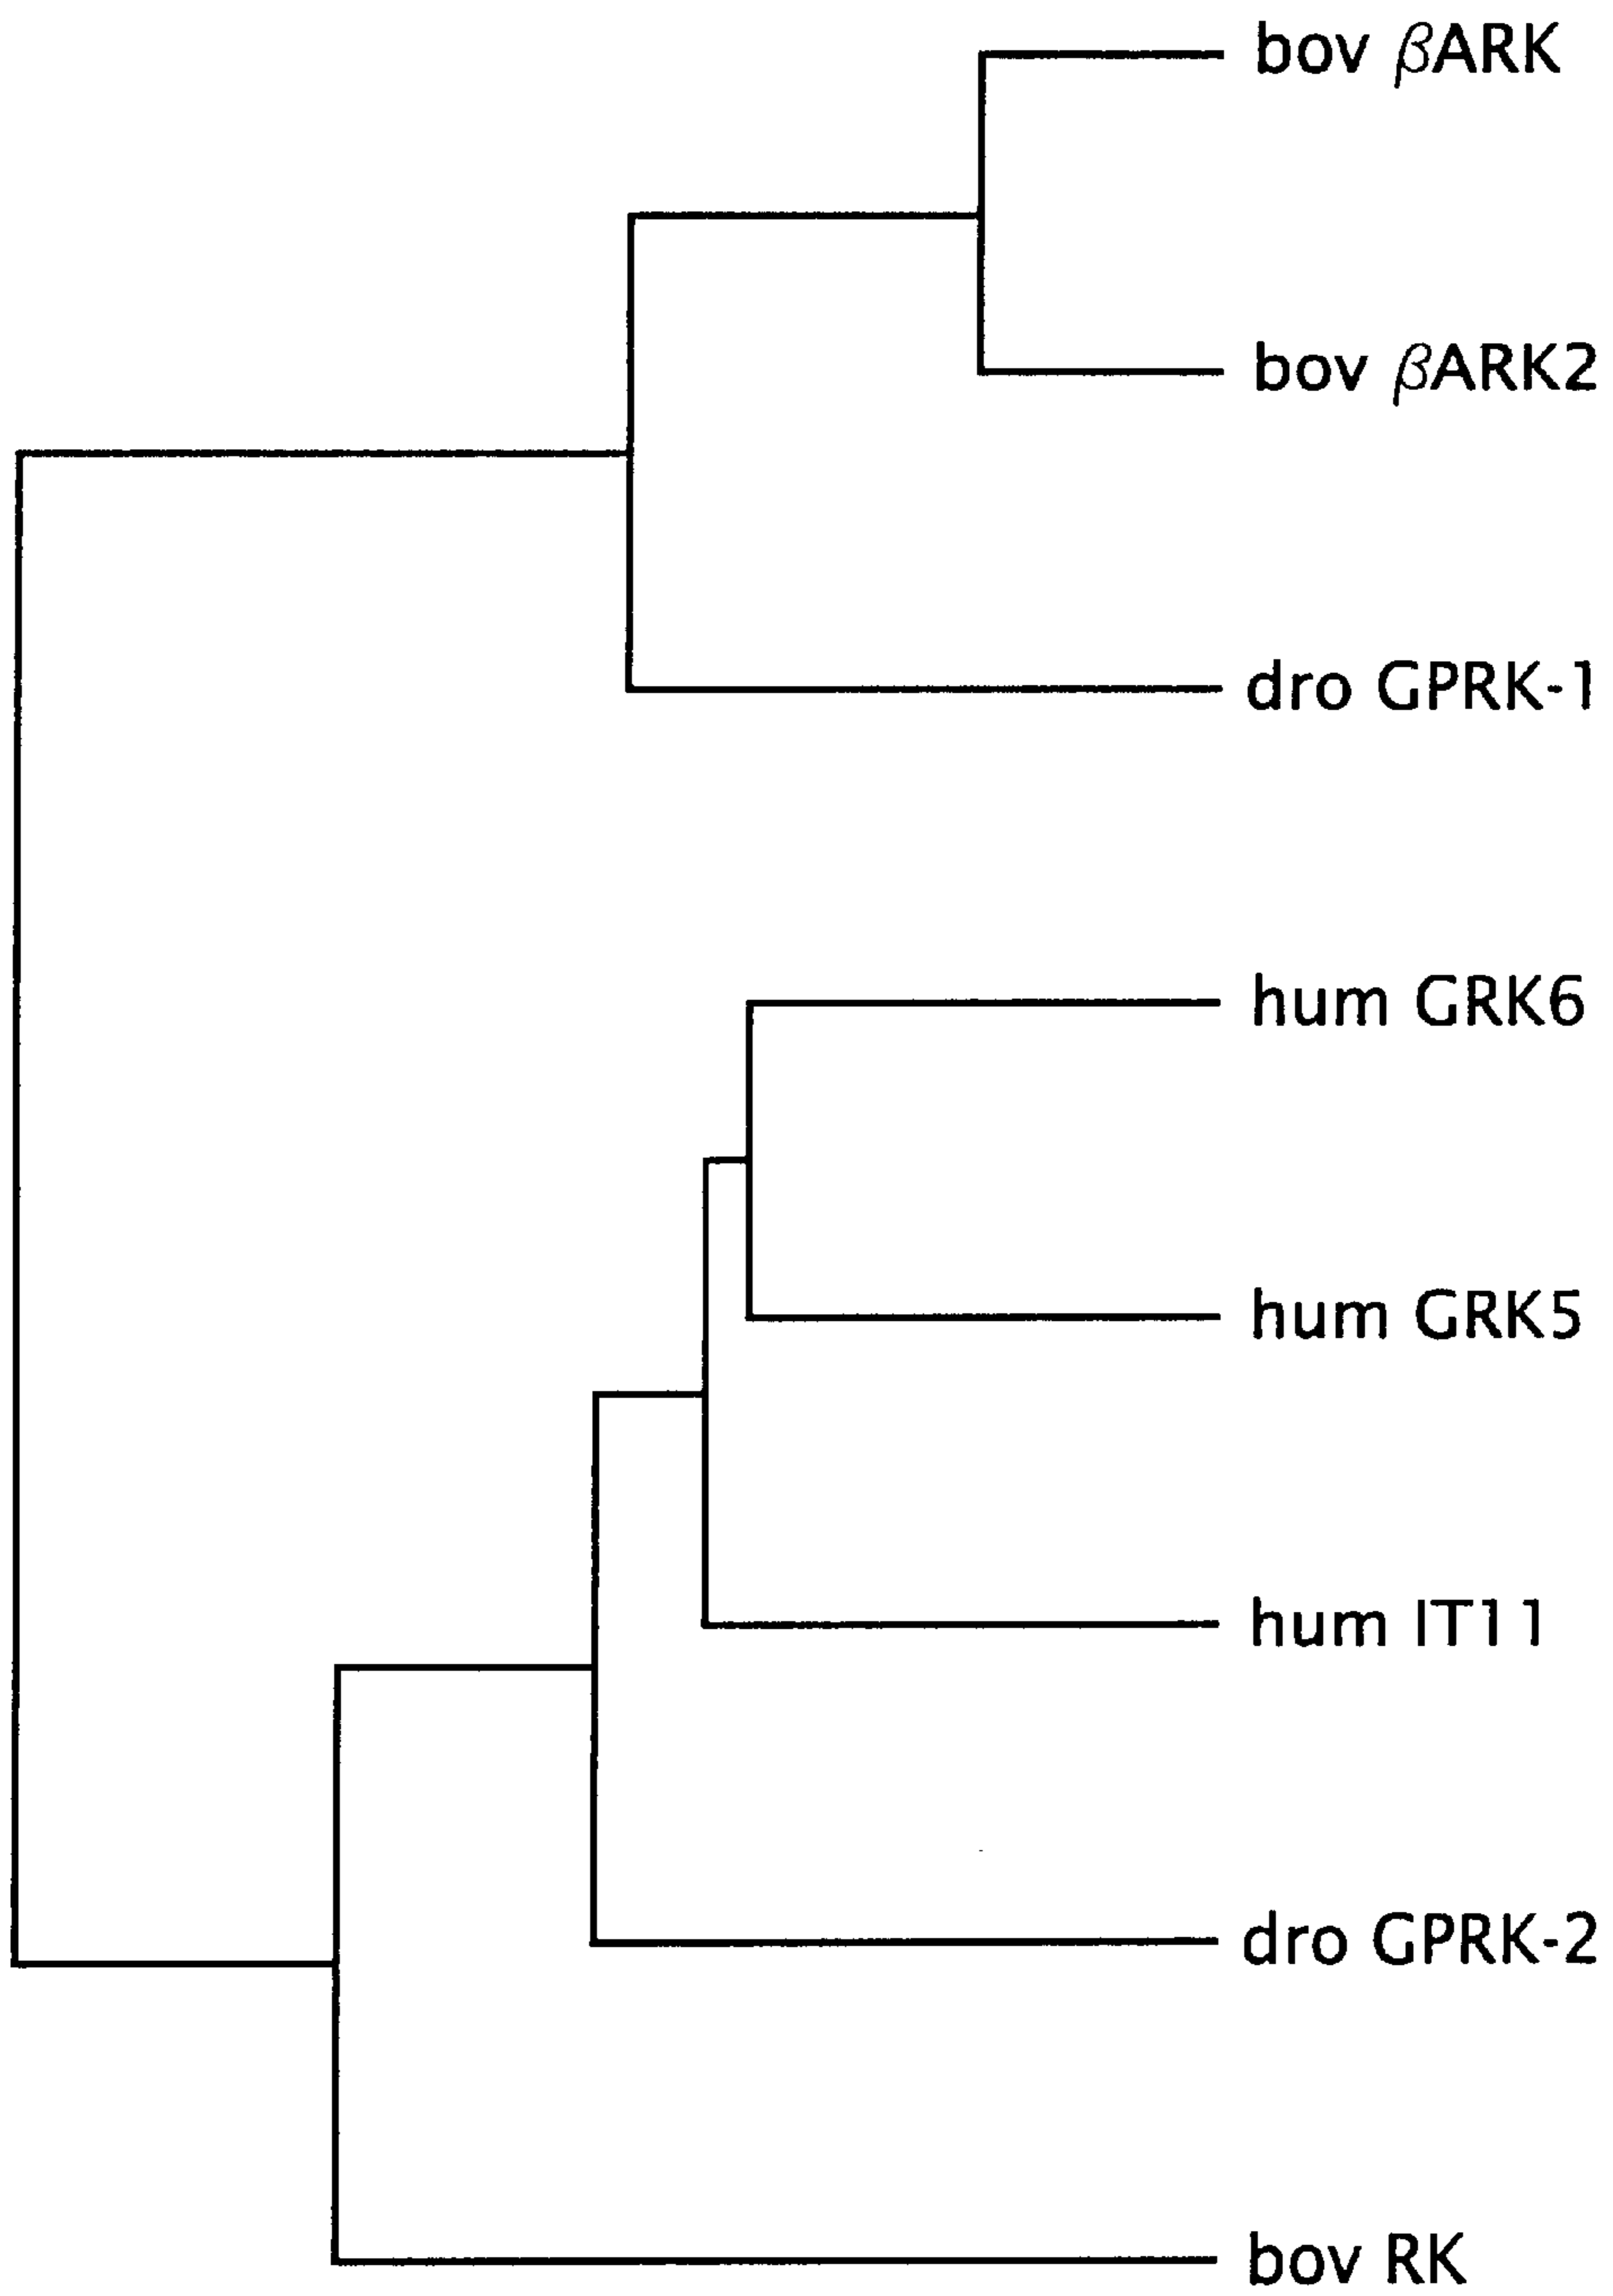 bov βARK
bov βARK2
dro GPRK-1
hum GRK6
hum GRK5
hum IT11
dro GPRK-2
bov RK